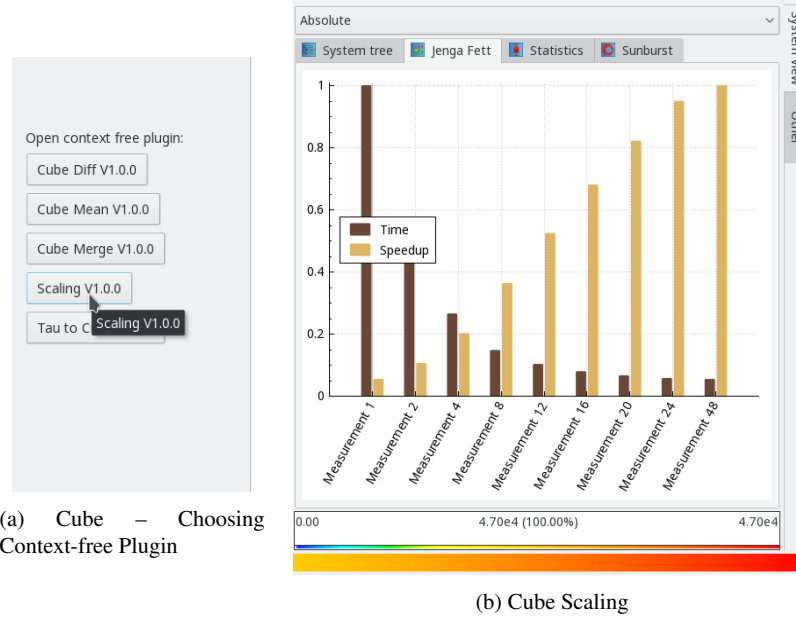 Open context free plugin:
Cube Diff V1.0.0
Cube Mean V1.0.0
Cube Merge V1.0.0
Scaling V1.0.0
Tau to C
Scaling V1.0.0
(a) Cube – Choosing
Context-free Plugin
Absolute
System tree
Jenga Fett
Statistics
Sunburst
System view
Other
1
0.8
0.6
0.4
0.2
0
Time
Speedup
Measurement 1
Measurement 2
Measurement 4
Measurement 8
Measurement 12
Measurement 16
Measurement 20
Measurement 24
Measurement 48
0.00 4.70e4 (100.00%) 4.70e4
(b) Cube Scaling